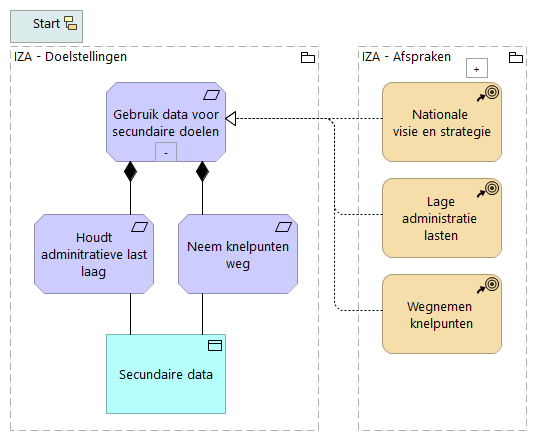 Start
IZA - Doelstellingen
IZA - Afspraken
+
Gebruik data voor
secundaire doelen
-
Nationale
visie en strategie
Houdt
adminitratieve last
laag
Neem knelpunten
weg
Lage
administratie
lasten
Wegnemen
knelpunten
Secundaire data